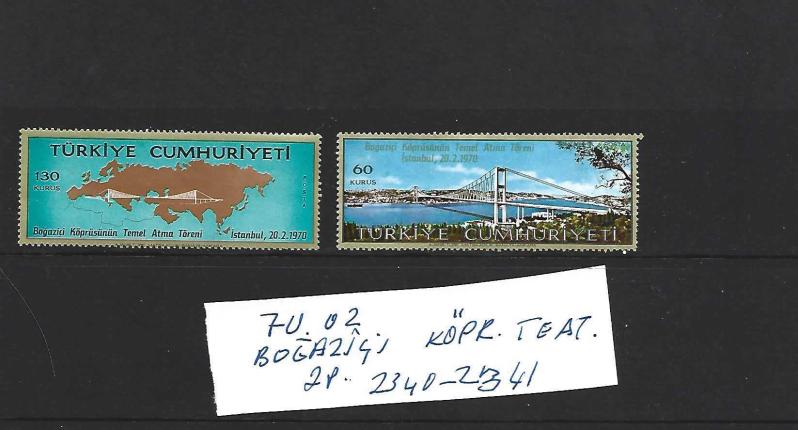 TÜRKİYE CUMHURİYETİ
130
KURUŞ
POSTA
Boğaziçi Köprüsünün Temel Atma Töreni İstanbul, 20.2.1970
Boğaziçi Köprüsünün Temel Atma Töreni
İstanbul, 20.2.1970
60
KURUŞ
TÜRKİYE CUMHURİYETİ
70.02
BOĞAZİÇİ KÖPR. TEAT.
2P. 2340-2341